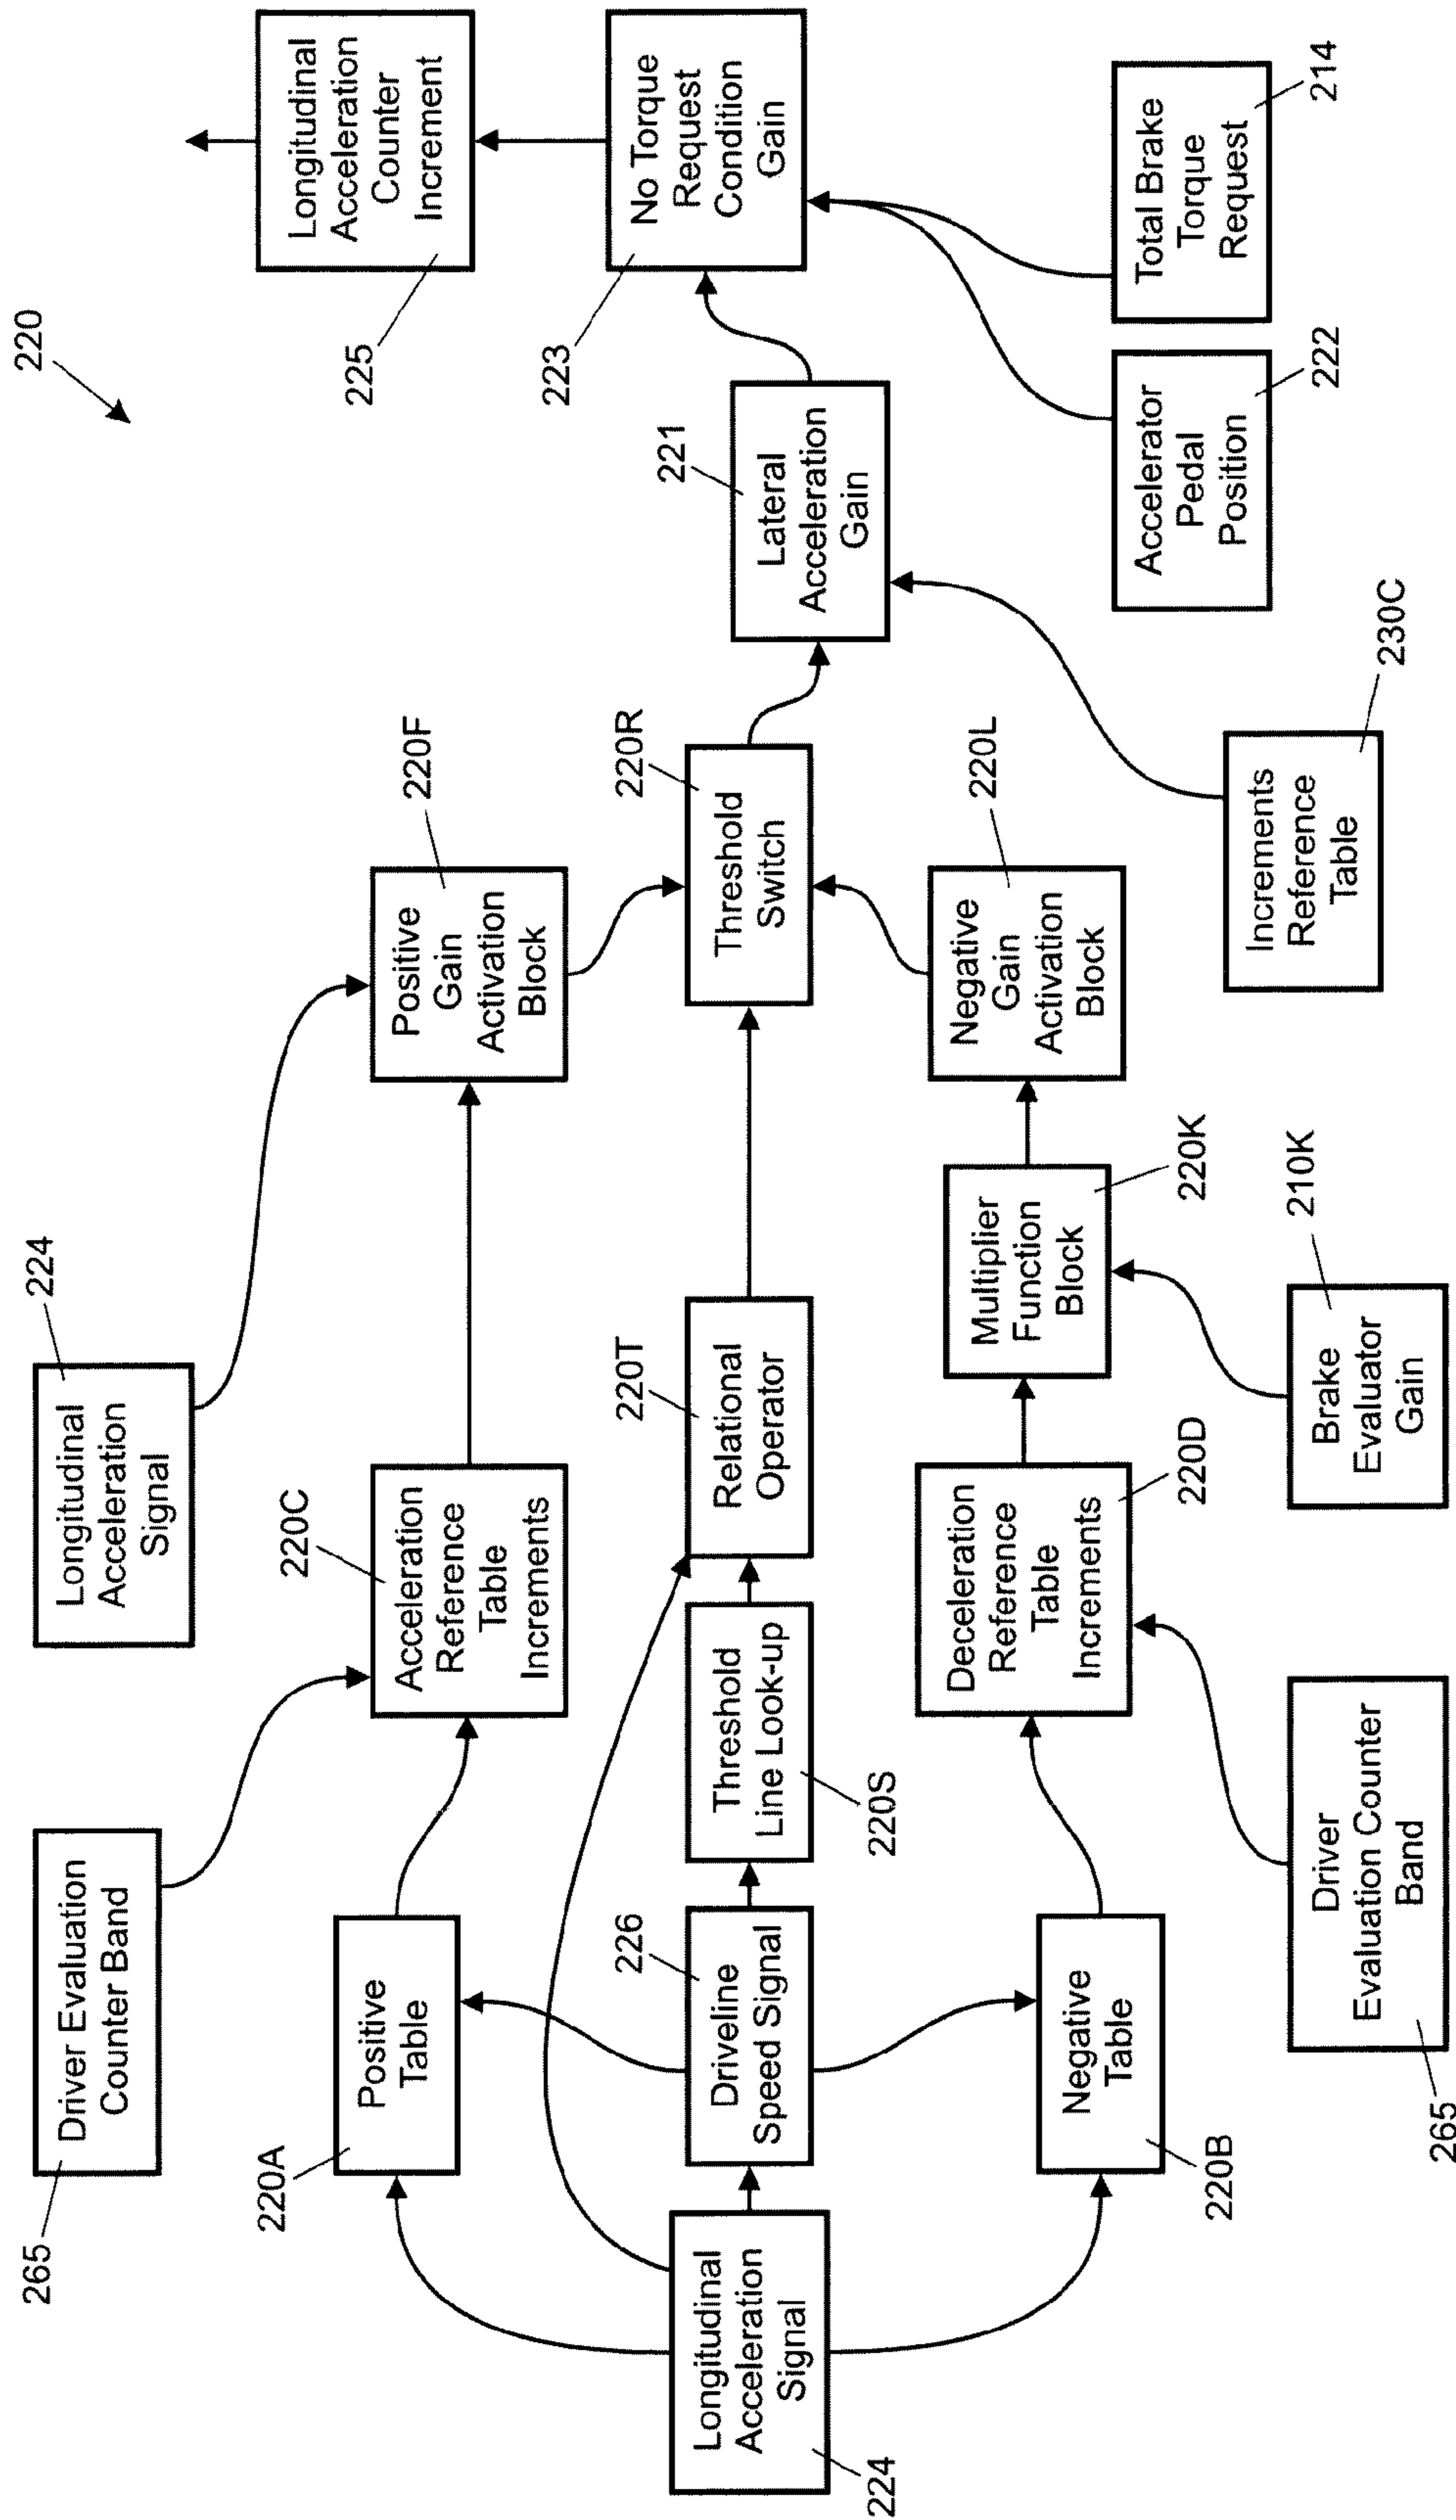 220
265
Driver Evaluation
Counter Band
224
Longitudinal
Acceleration
Signal
220A
Positive
Table
220C
Acceleration
Reference
Table
Increments
220F
Positive
Gain
Activation
Block
225
Longitudinal
Acceleration
Counter
Increment
224
Longitudinal
Acceleration
Signal
226
Driveline
Speed Signal
220S
Threshold
Line Look-up
220T
Relational
Operator
220R
Threshold
Switch
221
Lateral
Acceleration
Gain
223
No Torque
Request
Condition
Gain
220B
Negative
Table
220D
Deceleration
Reference
Table
Increments
220K
Multiplier
Function
Block
220L
Negative
Gain
Activation
Block
265
Driver
Evaluation Counter
Band
210K
Brake
Evaluator
Gain
230C
Increments
Reference
Table
222
Accelerator
Pedal
Position
214
Total Brake
Torque
Request